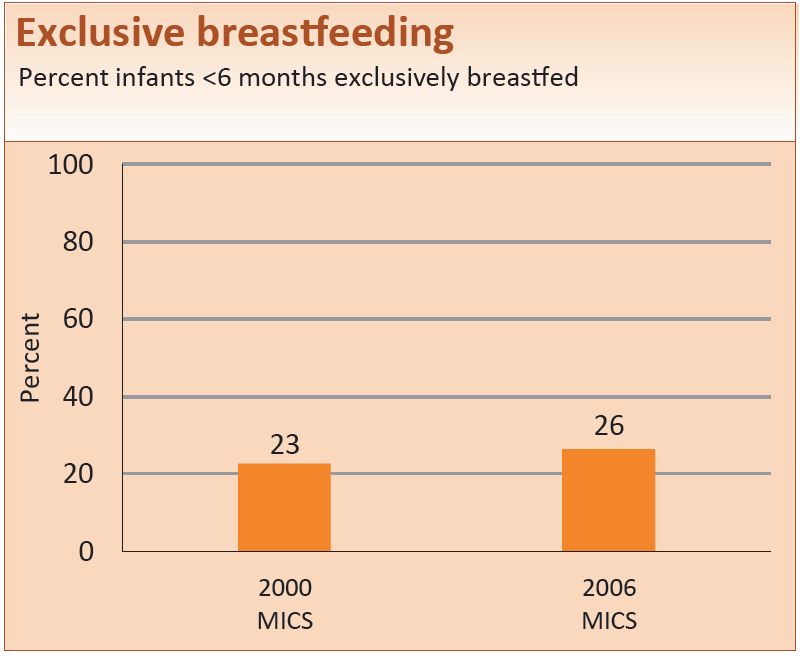 Exclusive breastfeeding
Percent infants <6 months exclusively breastfed
Percent
100
80
60
40
20
0
23
26
2000
MICS
2006
MICS